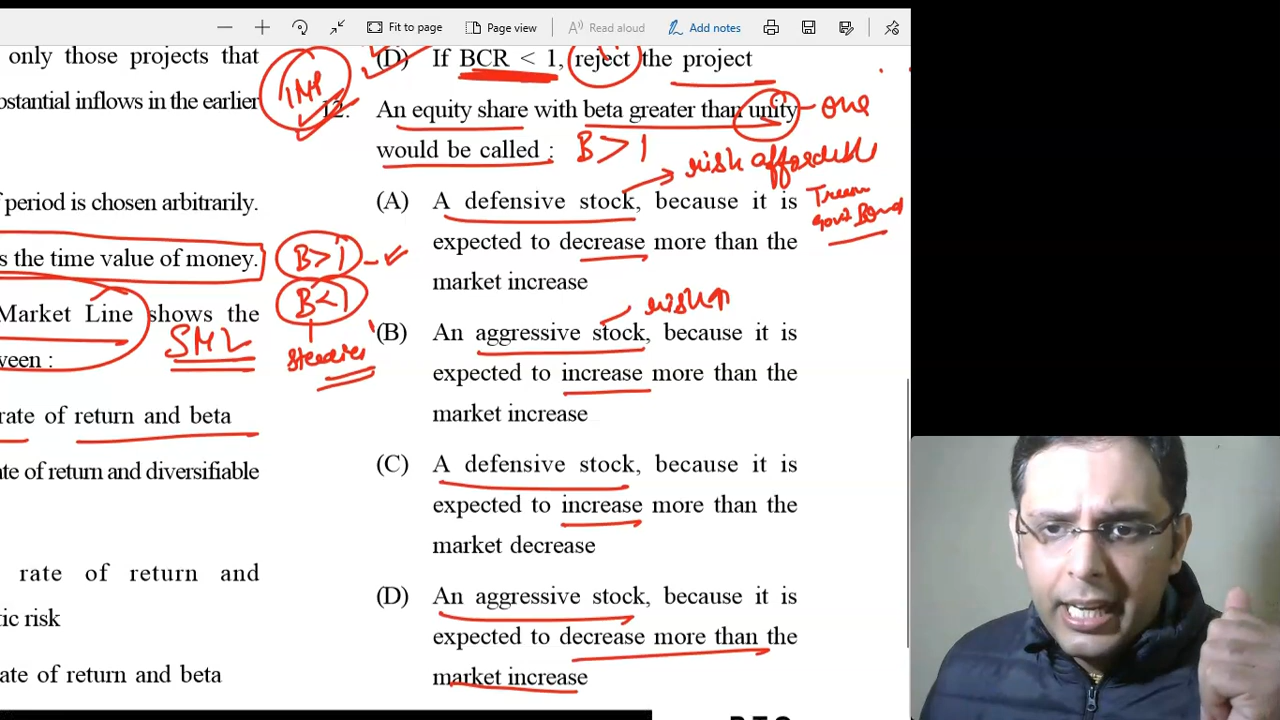 Fit to page
Page view
Read aloud
Add notes
only those projects that
bstantial inflows in the earlier
f period is chosen arbitrarily.
s the time value of money.
Market Line shows the
ween :
rate of return and beta
ate of return and diversifiable
rate of return and
tic risk
ate of return and beta
IMP
B>1
B<1
SML
(D) If BCR < 1, reject the project
12. An equity share with beta greater than unity
one
would be called :
B > 1
risk
(A) A defensive stock, because it is
expected to decrease more than the
market increase
Govt Bond
(B) An aggressive stock, because it is
expected to increase more than the
market increase
risk↑
(C) A defensive stock, because it is
expected to increase more than the
market decrease
(D) An aggressive stock, because it is
expected to decrease more than the
market increase